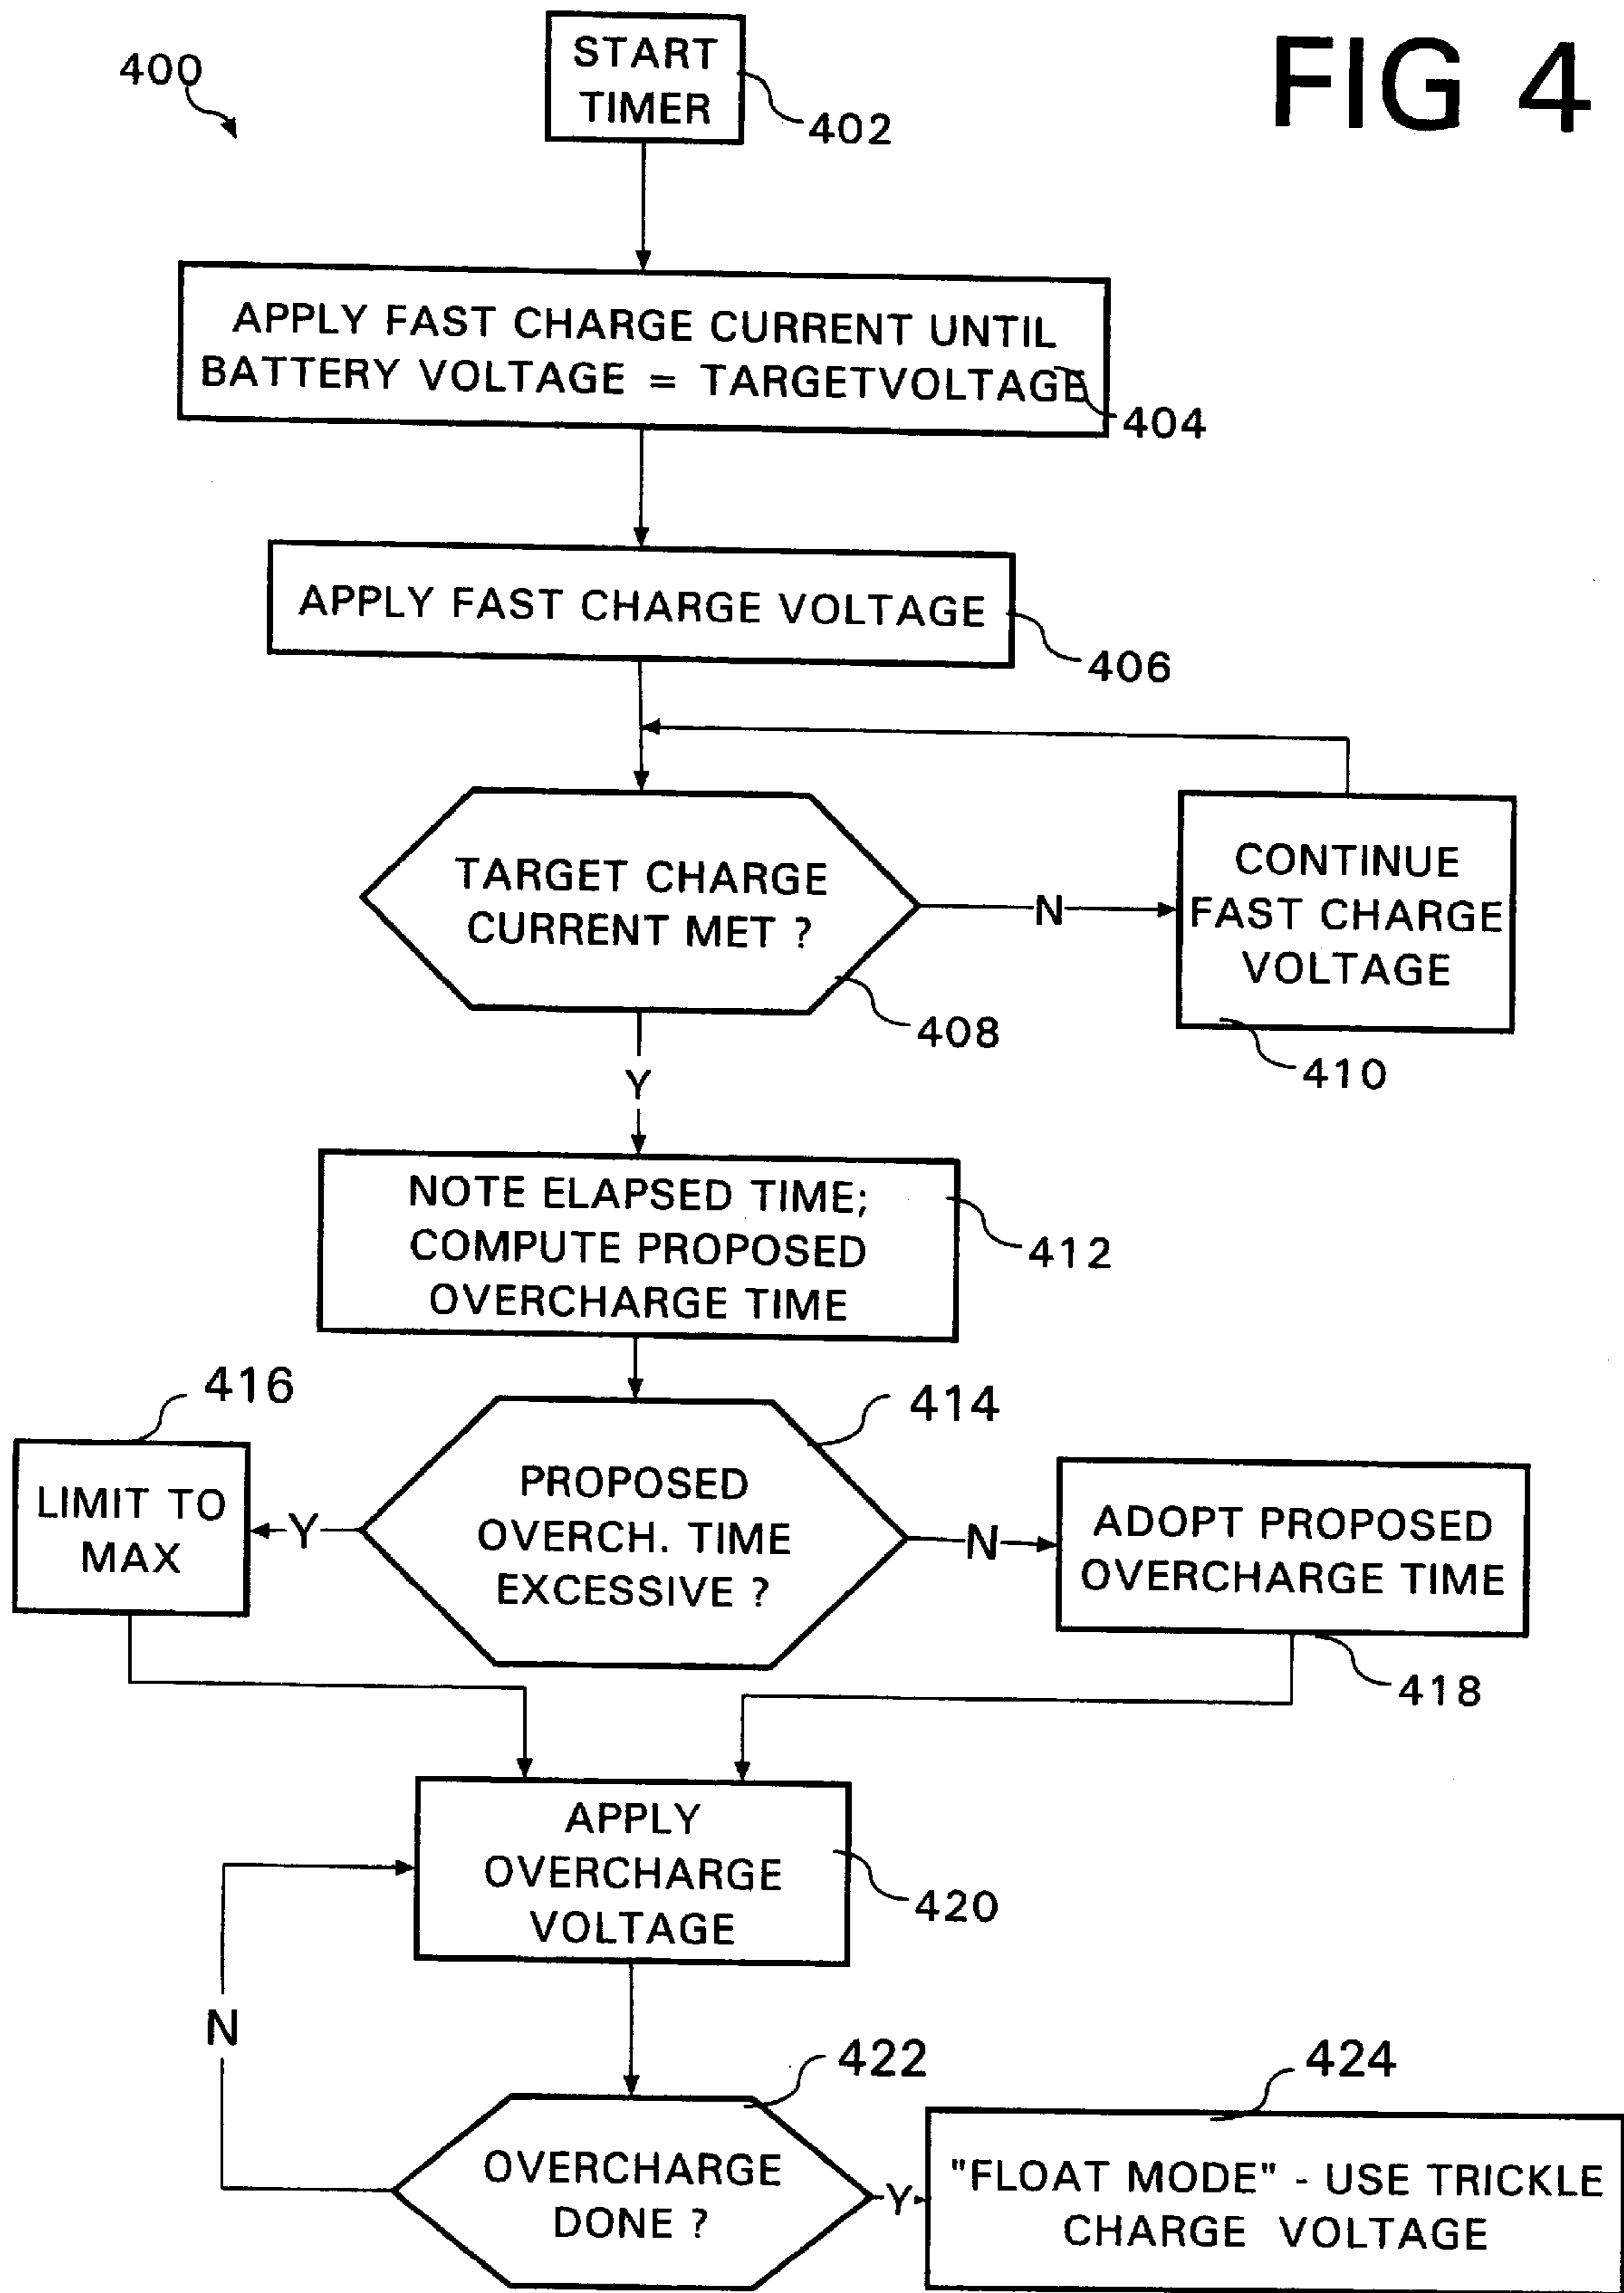 FIG 4
400
START
TIMER
402
APPLY FAST CHARGE CURRENT UNTIL
BATTERY VOLTAGE = TARGETVOLTAGE
404
APPLY FAST CHARGE VOLTAGE
406
TARGET CHARGE
CURRENT MET ?
408
N
CONTINUE
FAST CHARGE
VOLTAGE
410
Y
NOTE ELAPSED TIME;
COMPUTE PROPOSED
OVERCHARGE TIME
412
416
LIMIT TO
MAX
Y
PROPOSED
OVERCH. TIME
EXCESSIVE ?
414
N
ADOPT PROPOSED
OVERCHARGE TIME
418
APPLY
OVERCHARGE
VOLTAGE
420
N
OVERCHARGE
DONE ?
422
Y
424
"FLOAT MODE" - USE TRICKLE
CHARGE VOLTAGE